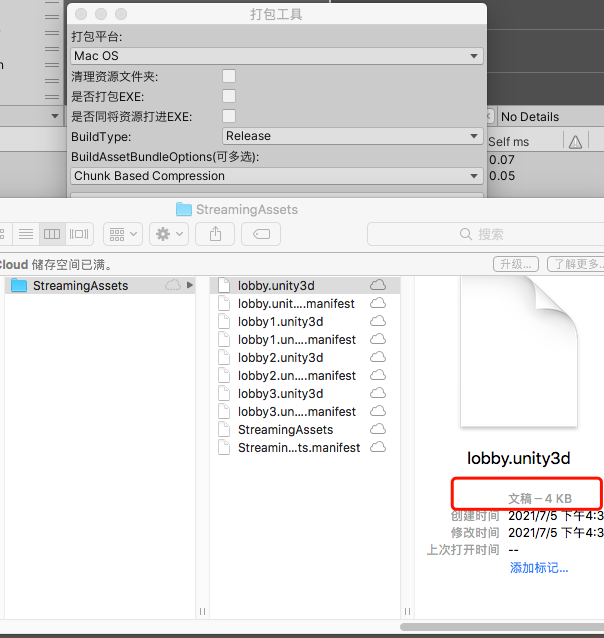 打包工具
打包平台:
Mac OS
清理资源文件夹:
是否打包EXE:
是否同将资源打进EXE:
BuildType:
Release
BuildAssetBundleOptions(可多选):
Chunk Based Compression
No Details
Self ms
0.07
0.05
StreamingAssets
搜索
Cloud 储存空间已满。
升级...
了解更多..
StreamingAssets
lobby.unity3d
lobby.unit....manifest
lobby1.unity3d
lobby1.un....manifest
lobby2.unity3d
lobby2.un....manifest
lobby3.unity3d
lobby3.un....manifest
StreamingAssets
Streamin...ts.manifest
lobby.unity3d
文稿 – 4 KB
创建时间 2021/7/5 下午4:3
修改时间 2021/7/5 下午4:3
上次打开时间 --
添加标记...